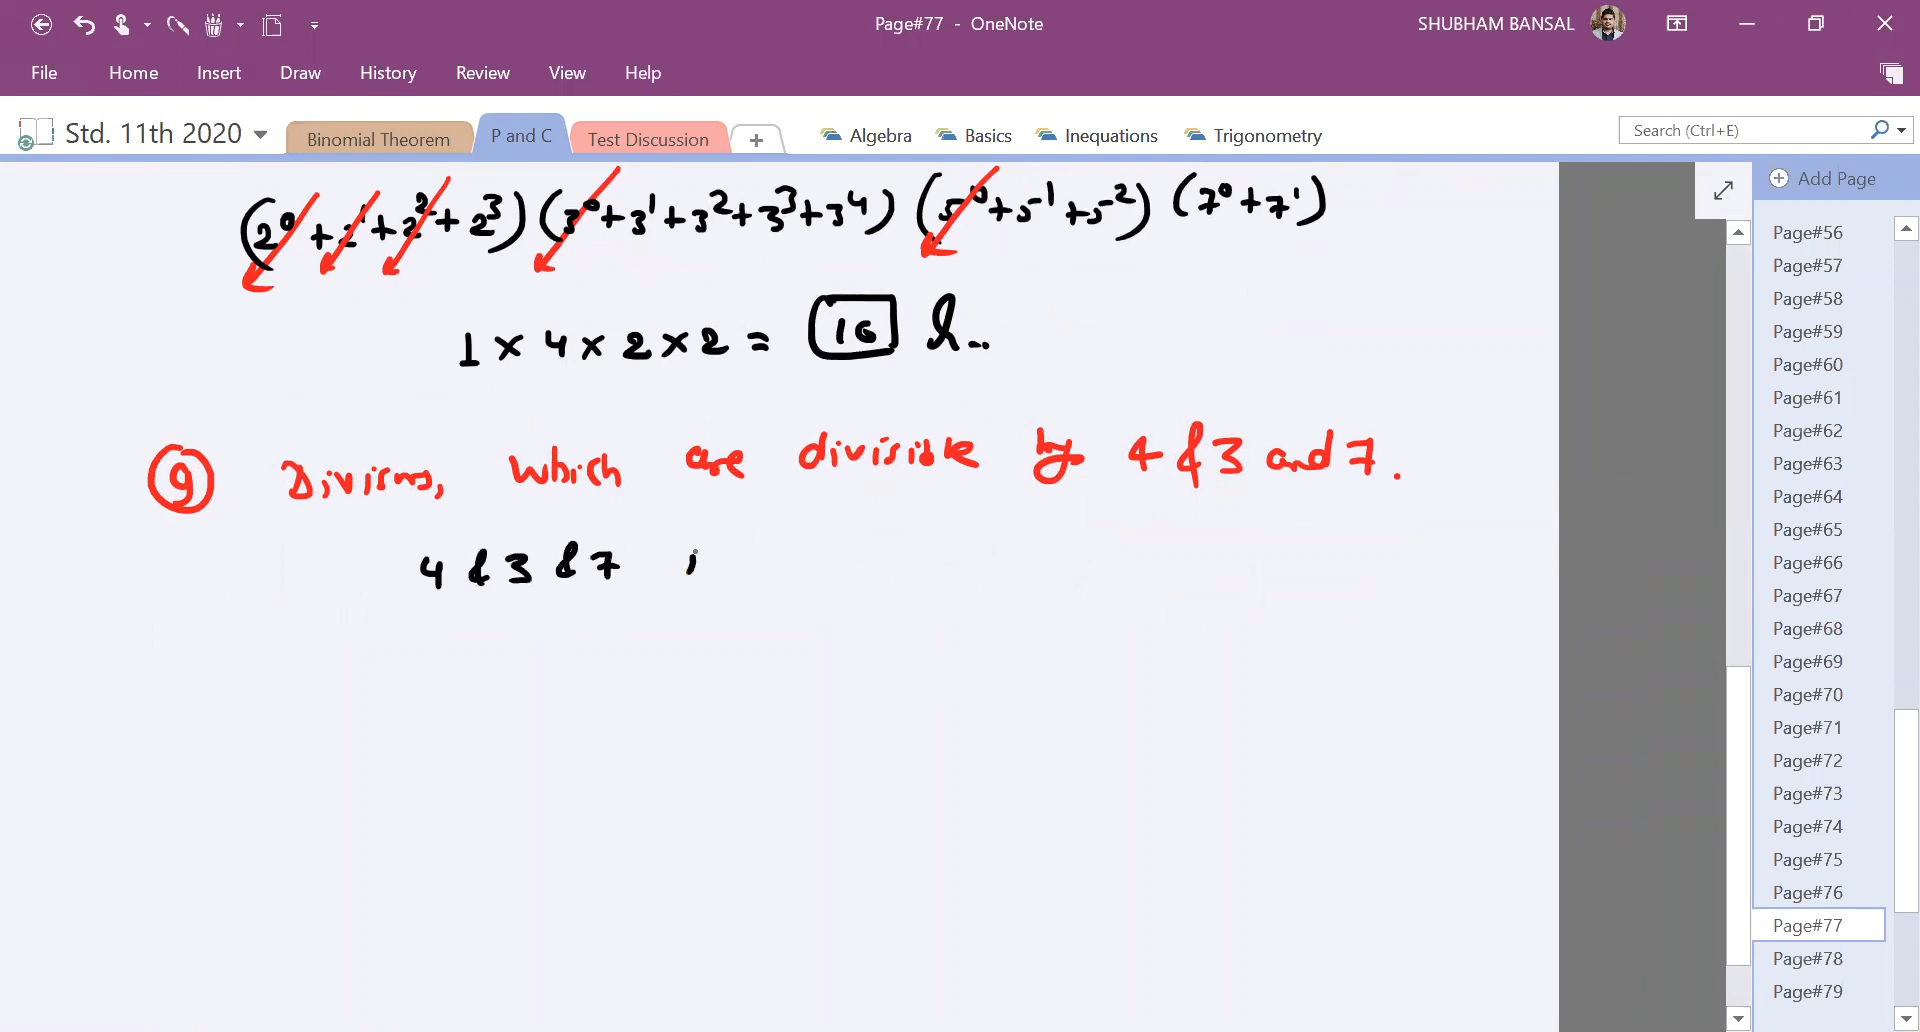 Page#77 - OneNote
SHUBHAM BANSAL
File Home Insert Draw History Review View Help
Std. 11th 2020
Binomial Theorem
P and C
Test Discussion
Algebra
Basics
Inequations
Trigonometry
Search (Ctrl+E)
Add Page
(2⁰ + 2¹ + 2² + 2³) (3⁰ + 3¹ + 3² + 3³ + 3⁴) (5⁰ + 5¹ + 5²) (7⁰ + 7¹)
1 × 4 × 2 × 2 = 16
9 Divisors, which are divisible by 4 & 3 and 7.
4 & 3 & 7
Page#56
Page#57
Page#58
Page#59
Page#60
Page#61
Page#62
Page#63
Page#64
Page#65
Page#66
Page#67
Page#68
Page#69
Page#70
Page#71
Page#72
Page#73
Page#74
Page#75
Page#76
Page#77
Page#78
Page#79